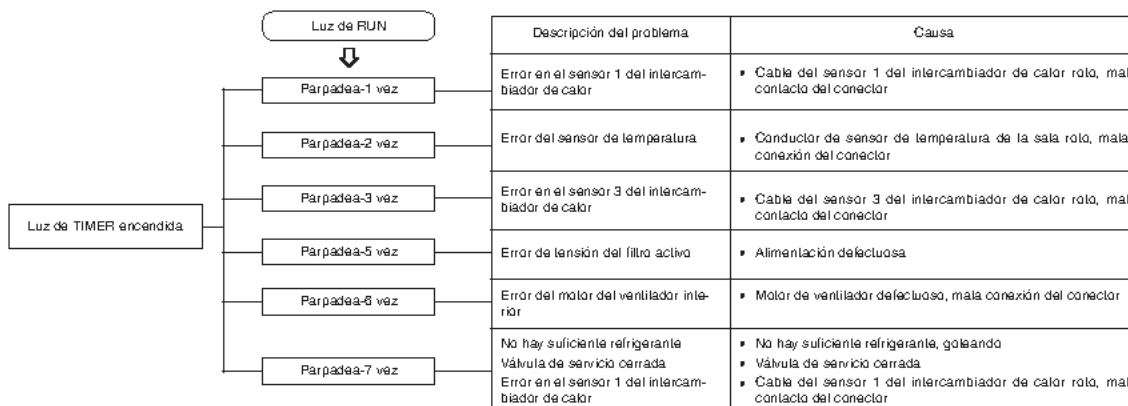 Luz de RUN
Descripción del problema
Causa
Parpadea-1 vez
Error en el sensor 1 del intercam-
biador de calor
• Cable del sensor 1 del intercambiador de calor roto, mal
contacto del conector
Parpadea-2 vez
Error del sensor de temperatura
• Conductor de sensor de temperatura de la sala roto, mala
conexión del conector
Parpadea-3 vez
Error en el sensor 3 del intercam-
biador de calor
• Cable del sensor 3 del intercambiador de calor roto, mal
contacto del conector
Luz de TIMER encendida
Parpadea-5 vez
Error de tensión del filtro activo
• Alimentación defectuosa
Parpadea-6 vez
Error del motor del ventilador inte-
rior
• Motor de ventilador defectuoso, mala conexión del conector
Parpadea-7 vez
No hay suficiente refrigerante
Válvula de servicio cerrada
Error en el sensor 1 del intercam-
biador de calor
• No hay suficiente refrigerante, goteando
• Válvula de servicio cerrada
• Cable del sensor 1 del intercambiador de calor roto, mal
contacto del conector